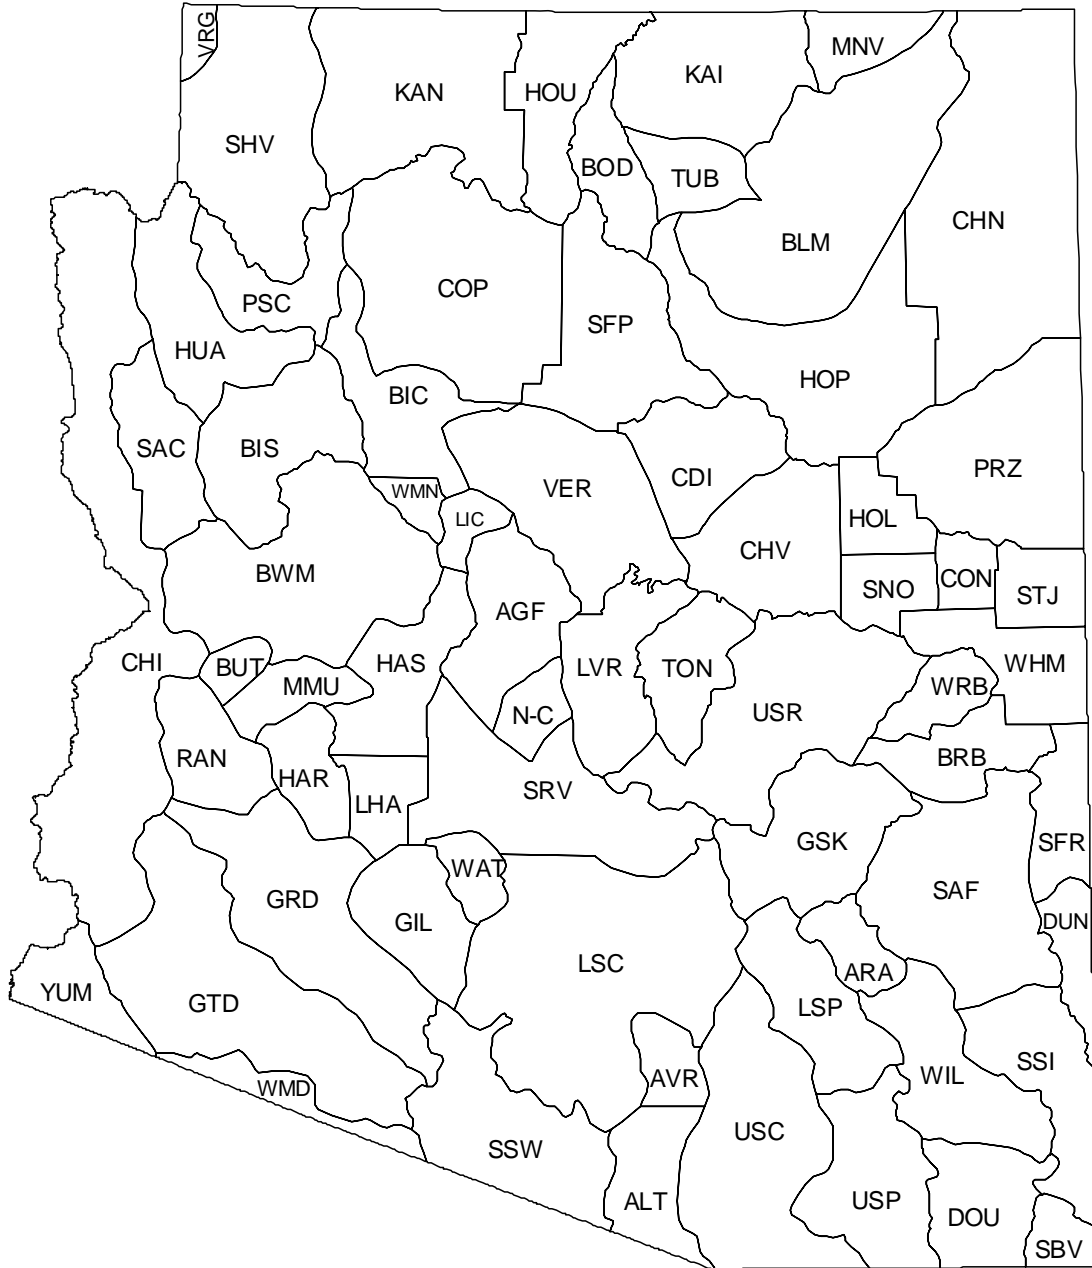 VRG
MNV
KAI
KAN
HOU
SHV
BOD
TUB
CHN
BLM
COP
PSC
SFP
HUA
HOP
BIC
SAC
BIS
CDI
PRZ
VER
WMN
LIC
HOL
CHV
BWM
CON
SNO
STJ
AGF
CHI
BUT
HAS
LVR
TON
WHM
MMU
WRB
N-C
USR
RAN
BRB
HAR
SRV
LHA
GSK
SFR
WAT
SAF
GRD
GIL
DUN
LSC
ARA
YUM
GTD
LSP
SSI
WIL
AVR
WMD
USC
SSW
ALT
USP
DOU
SBV